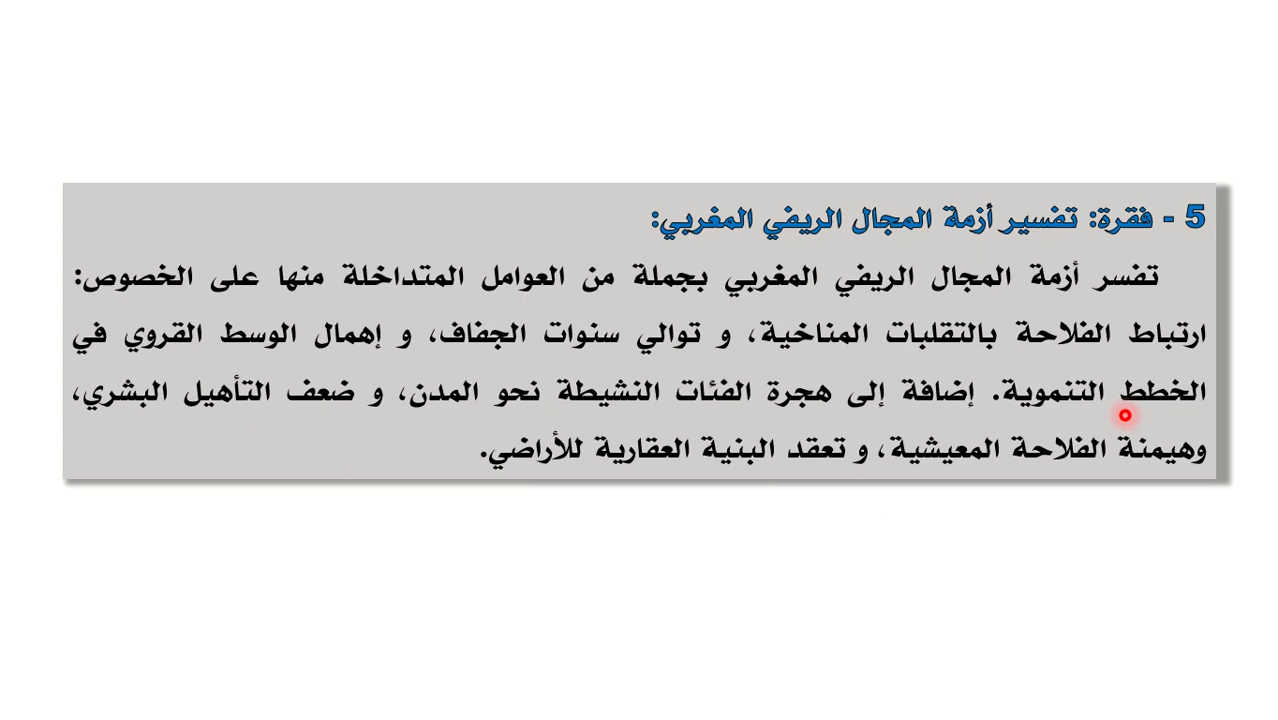 5 - فقرة: تفسير أزمة المجال الريفي المغربي:
تفسر أزمة المجال الريفي المغربي بجملة من العوامل المتداخلة منها على الخصوص:
ارتباط الفلاحة بالتقلبات المناخية، و توالي سنوات الجفاف، و إهمال الوسط القروي في
الخطط التنموية. إضافة إلى هجرة الفئات النشيطة نحو المدن، و ضعف التأهيل البشري،
وهيمنة الفلاحة المعيشية، و تعقد البنية العقارية للأراضي.